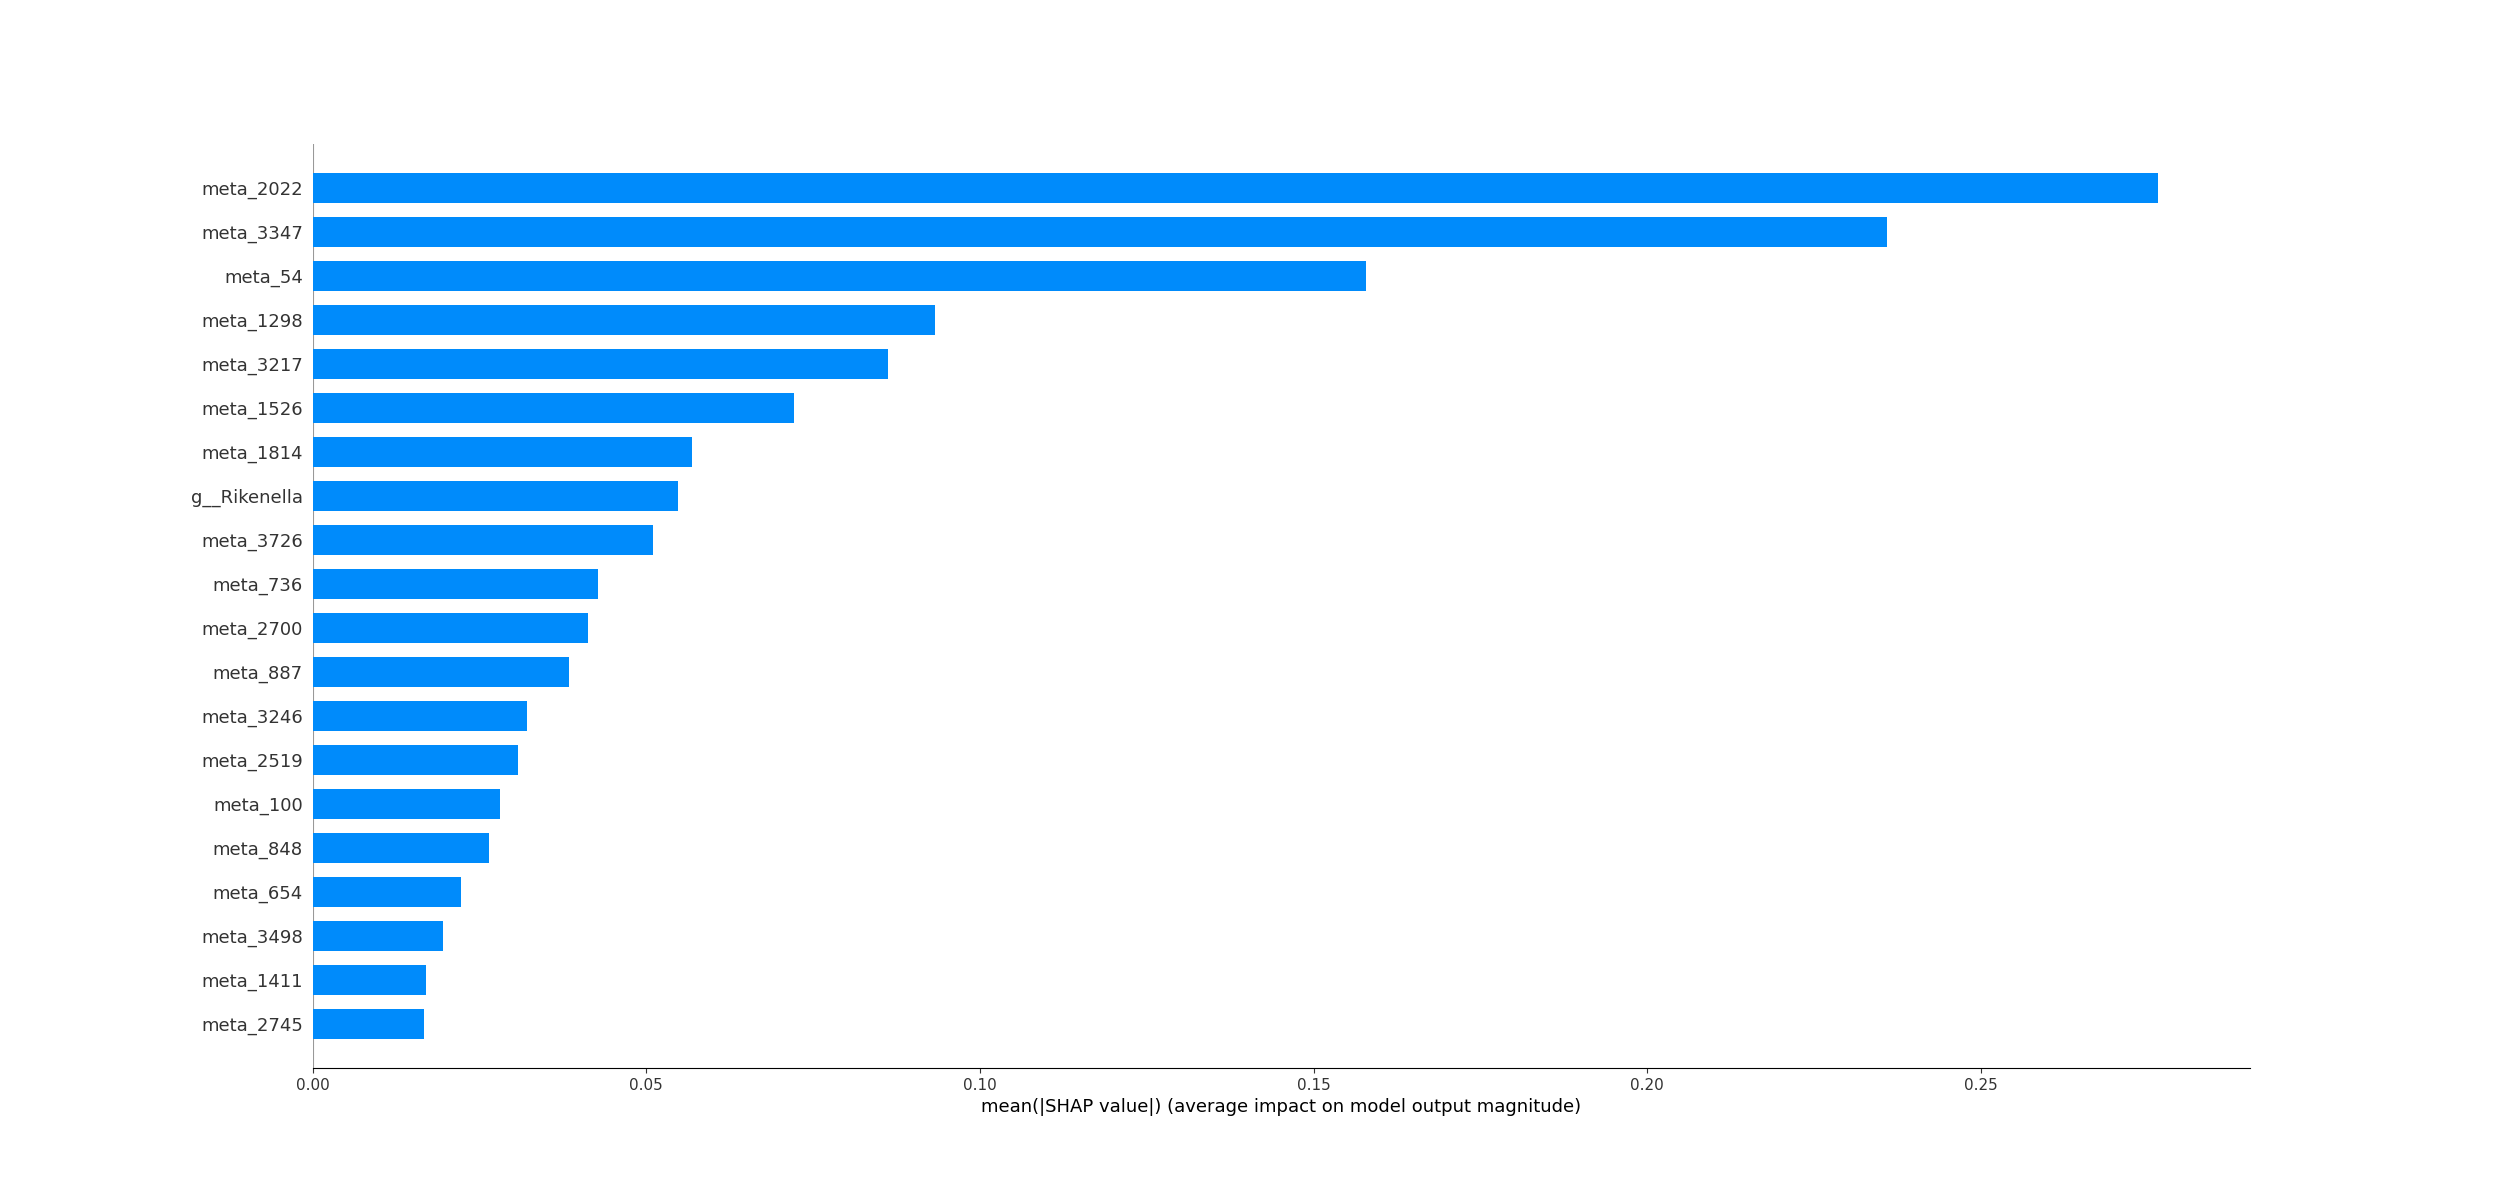 meta_2022
meta_3347
meta_54
meta_1298
meta_3217
meta_1526
meta_1814
g__Rikenella
meta_3726
meta_736
meta_2700
meta_887
meta_3246
meta_2519
meta_100
meta_848
meta_654
meta_3498
meta_1411
meta_2745
0.00 0.05 0.10 0.15 0.20 0.25
mean(|SHAP value|) (average impact on model output magnitude)